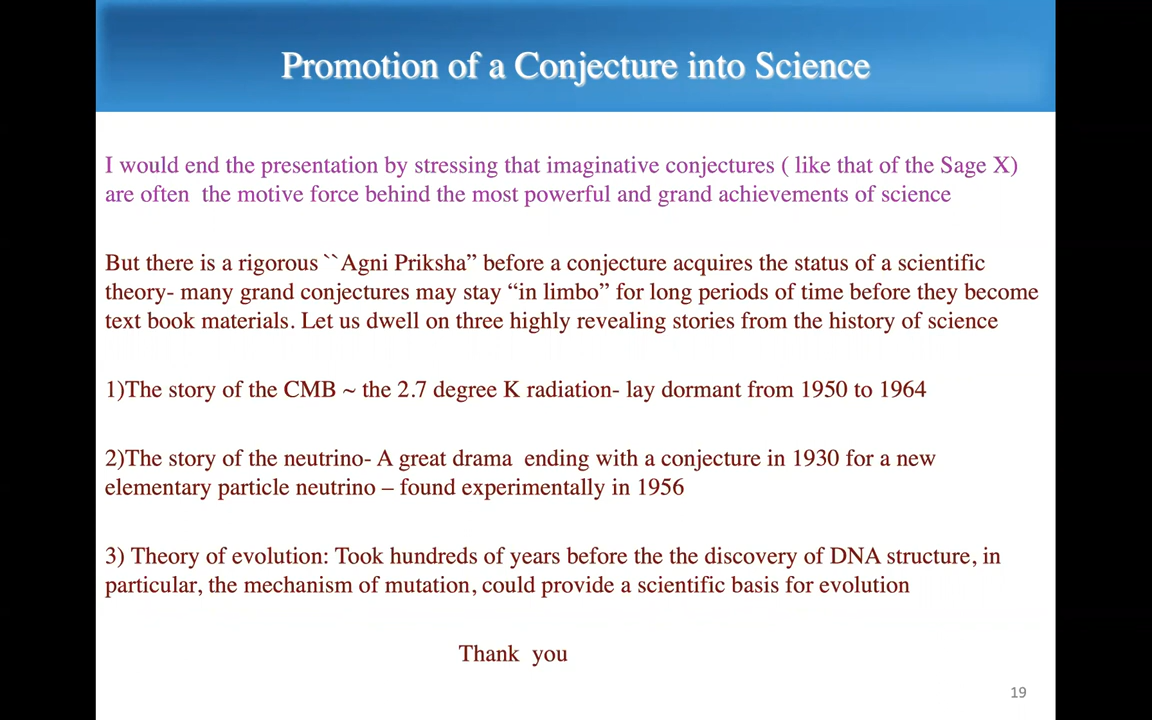 Promotion of a Conjecture into Science
I would end the presentation by stressing that imaginative conjectures ( like that of the Sage X)
are often the motive force behind the most powerful and grand achievements of science
But there is a rigorous ``Agni Priksha” before a conjecture acquires the status of a scientific
theory- many grand conjectures may stay “in limbo” for long periods of time before they become
text book materials. Let us dwell on three highly revealing stories from the history of science
1)The story of the CMB ~ the 2.7 degree K radiation- lay dormant from 1950 to 1964
2)The story of the neutrino- A great drama ending with a conjecture in 1930 for a new
elementary particle neutrino – found experimentally in 1956
3) Theory of evolution: Took hundreds of years before the the discovery of DNA structure, in
particular, the mechanism of mutation, could provide a scientific basis for evolution
Thank you
19